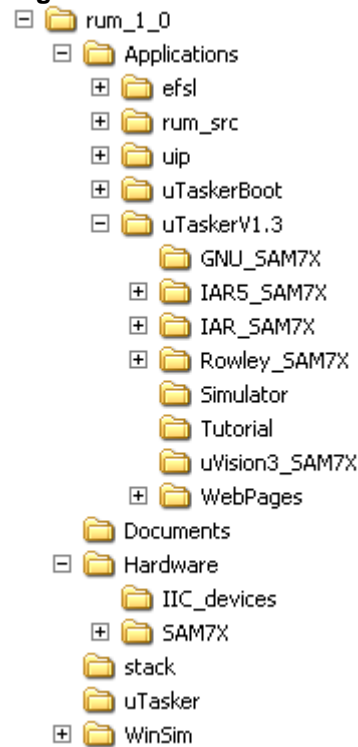 rum_1_0
Applications
efsl
rum_src
uip
uTaskerBoot
uTaskerV1.3
GNU_SAM7X
IAR5_SAM7X
IAR_SAM7X
Rowley_SAM7X
Simulator
Tutorial
uVision3_SAM7X
WebPages
Documents
Hardware
IIC_devices
SAM7X
stack
uTasker
WinSim